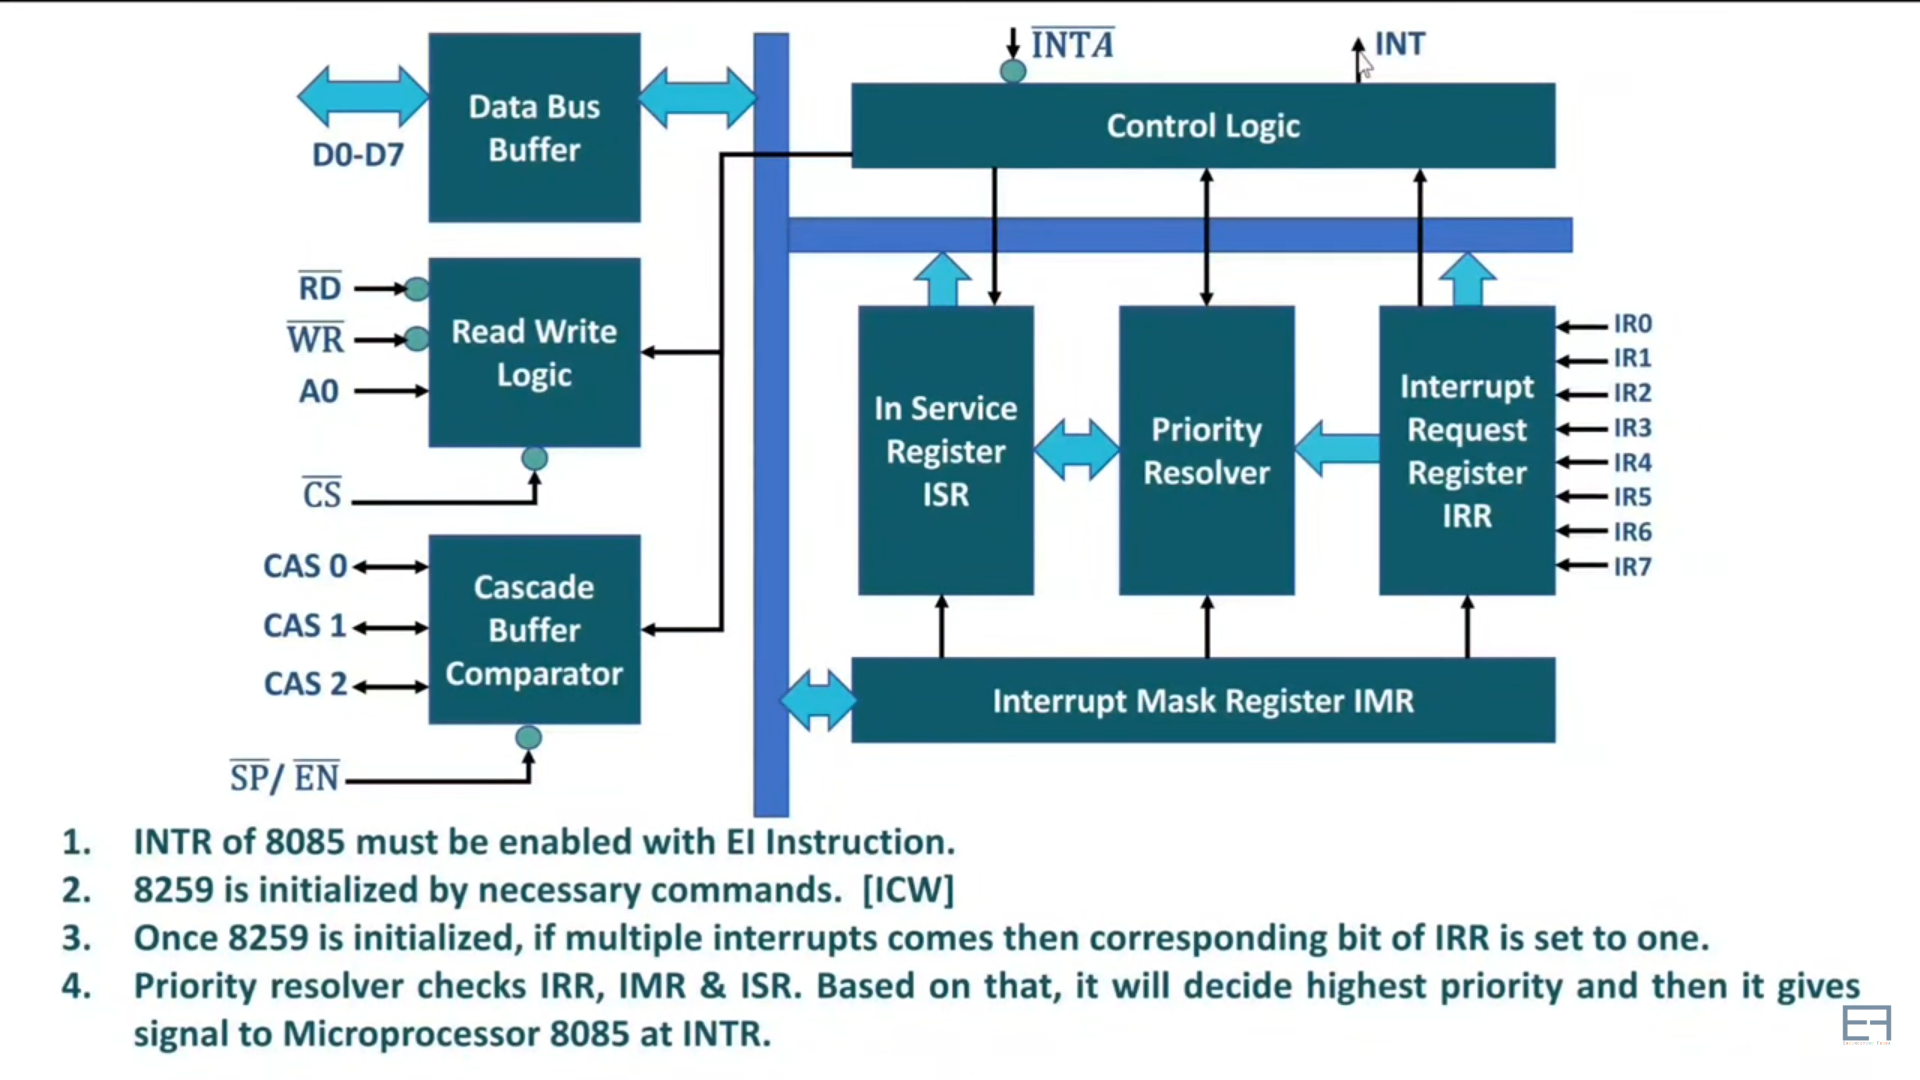 INTA
INT
Data Bus
Buffer
D0-D7
Control Logic
RD
WR
A0
Read Write
Logic
CS
In Service
Register
ISR
Priority
Resolver
Interrupt
Request
Register
IRR
IR0
IR1
IR2
IR3
IR4
IR5
IR6
IR7
CAS 0
CAS 1
CAS 2
Cascade
Buffer
Comparator
SP/ EN
Interrupt Mask Register IMR
1. INTR of 8085 must be enabled with EI Instruction.
2. 8259 is initialized by necessary commands. [ICW]
3. Once 8259 is initialized, if multiple interrupts comes then corresponding bit of IRR is set to one.
4. Priority resolver checks IRR, IMR & ISR. Based on that, it will decide highest priority and then it gives
signal to Microprocessor 8085 at INTR.